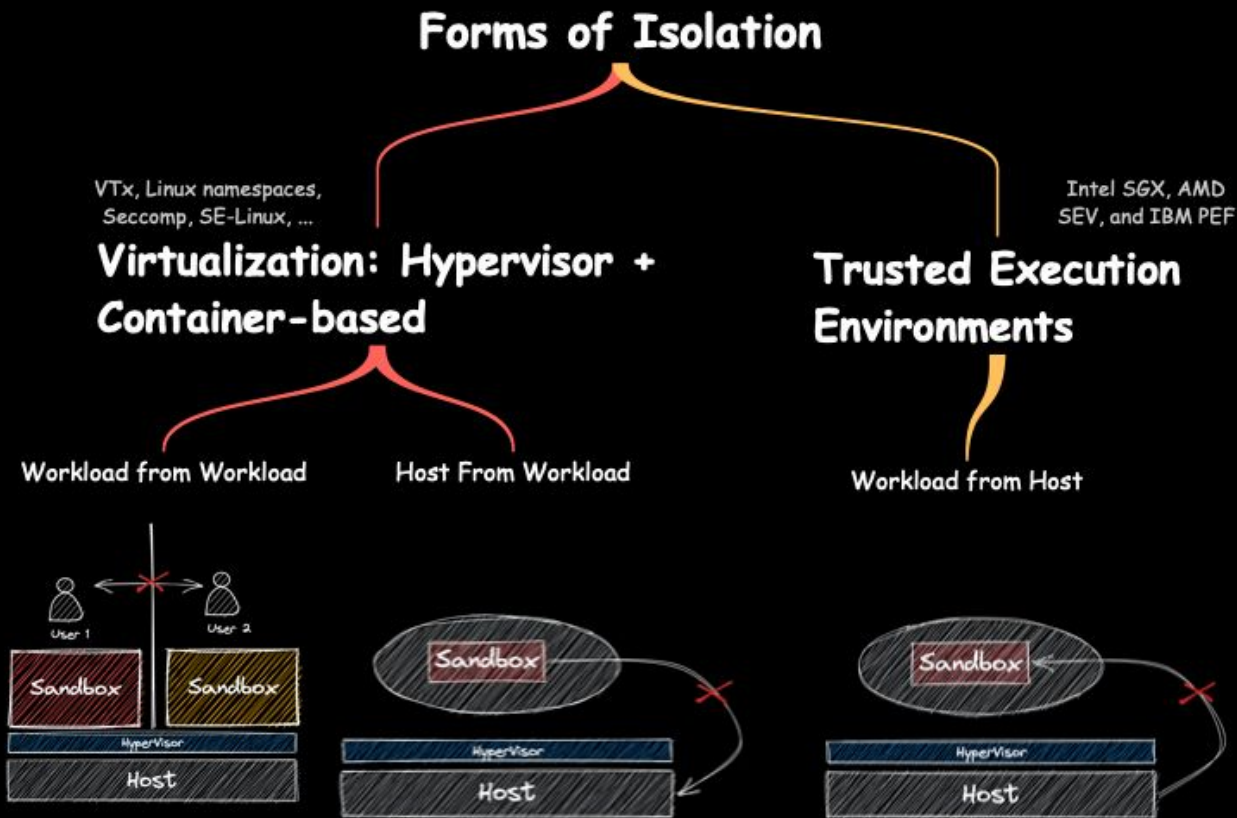 Forms of Isolation
VTx, Linux namespaces,
Seccomp, SE-Linux, ...
Virtualization: Hypervisor +
Container-based
Intel SGX, AMD
SEV, and IBM PEF
Trusted Execution
Environments
Workload from Workload
Host From Workload
Workload from Host
User 1
User 2
Sandbox
Sandbox
HyperVisor
Host
Sandbox
HyperVisor
Host
Sandbox
HyperVisor
Host